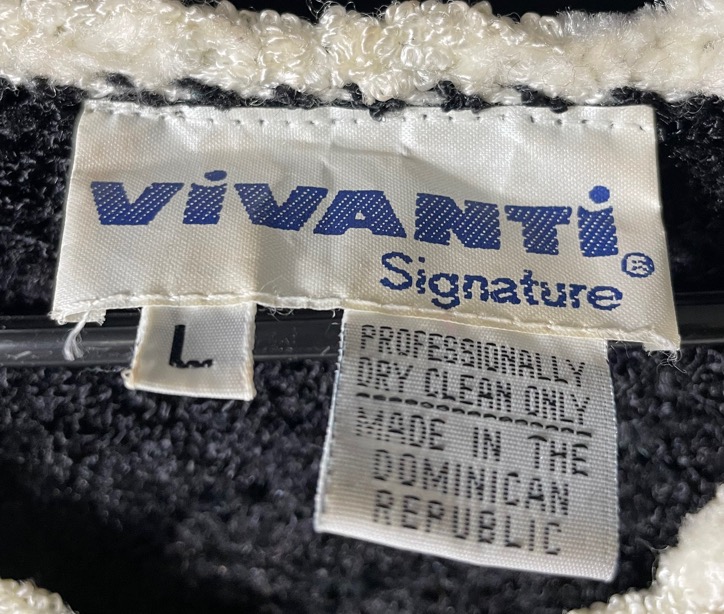 ViVANTi
Signature®
L
PROFESSIONALLY
DRY CLEAN ONLY
MADE IN THE
DOMINICAN
REPUBLIC